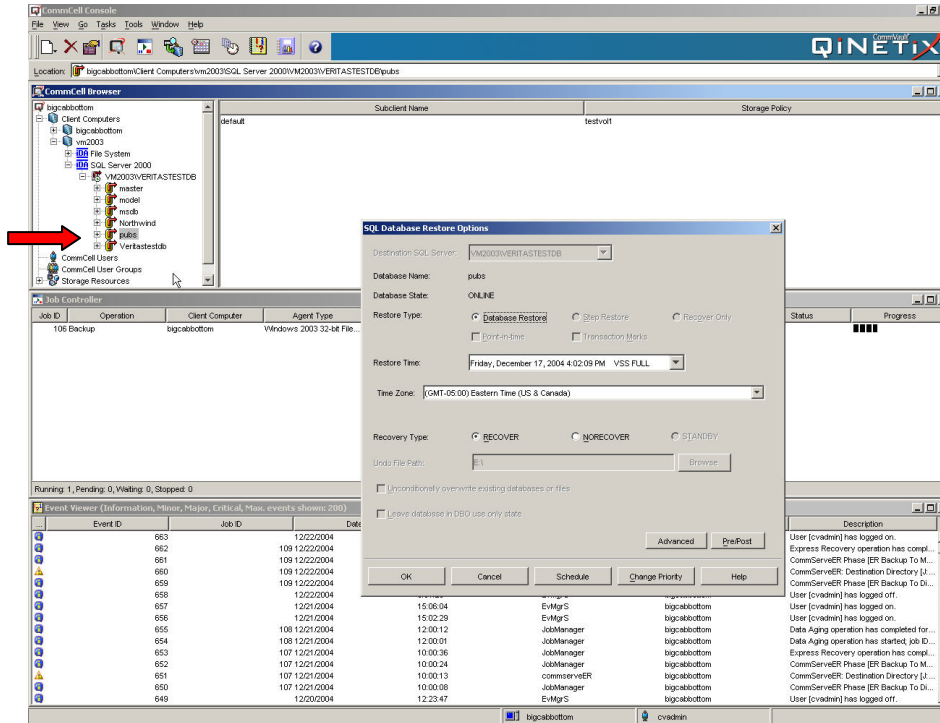 CommCell Console
File View Go Tasks Tools Window Help
CommVault
QiNETiX
Location: bigcabbottom\Client Computers\vm2003\SQL Server 2000\VM2003\VERITASTESTDB\pubs
CommCell Browser
bigcabbottom
Client Computers
bigcabbottom
vm2003
File System
SQL Server 2000
VM2003\VERITASTESTDB
master
model
msdb
Northwind
pubs
Veritastestdb
CommCell Users
CommCell User Groups
Storage Resources
Subclient Name Storage Policy
default testvol1
Job Controller
Job ID Operation Client Computer Agent Type Status Progress
106 Backup bigcabbottom Windows 2003 32-bit File...
Running: 1, Pending: 0, Waiting: 0, Stopped: 0
SQL Database Restore Options
Destination SQL Server: VM2003\VERITASTESTDB
Database Name: pubs
Database State: ONLINE
Restore Type: Database Restore Step Restore Recover Only
Point-in-time Transaction Marks
Restore Time: Friday, December 17, 2004 4:02:09 PM VSS FULL
Time Zone: (GMT-05:00) Eastern Time (US & Canada)
Recovery Type: RECOVER NORECOVER STANDBY
Undo File Path: E:\ Browse
Unconditionally overwrite existing databases or files
Leave database in DBO use only state
Advanced Pre/Post
OK Cancel Schedule Change Priority Help
Event Viewer (Information, Minor, Major, Critical, Max. events shown: 200)
... Event ID Job ID Date Description
663 12/22/2004 User [cvadmin] has logged on.
662 109 12/22/2004 Express Recovery operation has compl...
661 109 12/22/2004 CommServeER Phase [ER Backup To M...
660 109 12/22/2004 CommServeER: Destination Directory [J:...
659 109 12/22/2004 CommServeER Phase [ER Backup To Di...
658 12/22/2004 EvMgrS bigcabbottom User [cvadmin] has logged off.
657 12/21/2004 15:06:04 EvMgrS bigcabbottom User [cvadmin] has logged on.
656 12/21/2004 15:02:29 EvMgrS bigcabbottom User [cvadmin] has logged on.
655 108 12/21/2004 12:00:12 JobManager bigcabbottom Data Aging operation has completed for...
654 108 12/21/2004 12:00:01 JobManager bigcabbottom Data Aging operation has started; job ID...
653 107 12/21/2004 10:00:36 JobManager bigcabbottom Express Recovery operation has compl...
652 107 12/21/2004 10:00:24 JobManager bigcabbottom CommServeER Phase [ER Backup To M...
651 107 12/21/2004 10:00:13 commserveER bigcabbottom CommServeER: Destination Directory [J:...
650 107 12/21/2004 10:00:08 JobManager bigcabbottom CommServeER Phase [ER Backup To Di...
649 12/20/2004 12:23:47 EvMgrS bigcabbottom User [cvadmin] has logged off.
bigcabbottom cvadmin